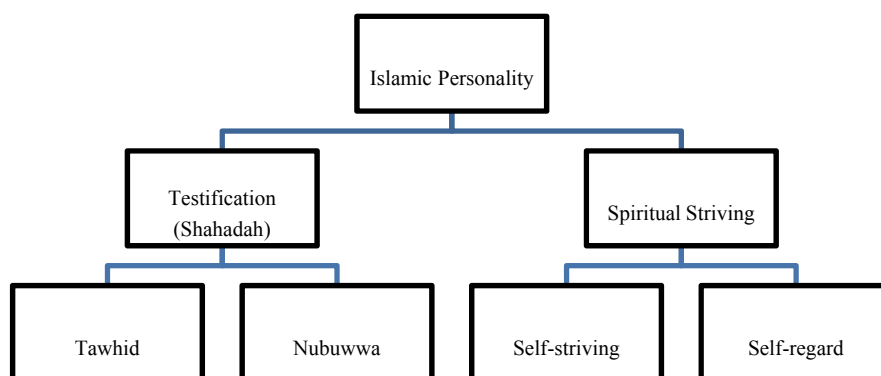 Islamic Personality
Testification
(Shahadah)
Spiritual Striving
Tawhid
Nubuwwa
Self-striving
Self-regard